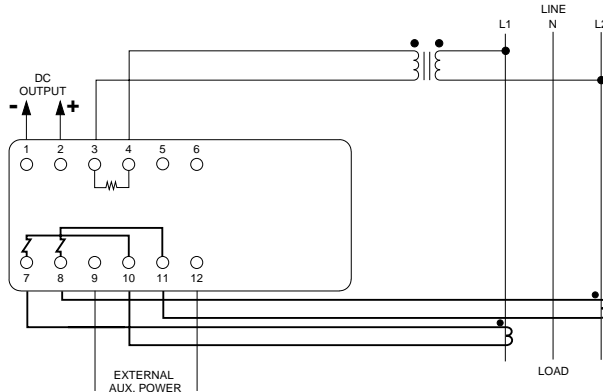 LINE
L1 N L2
DC
OUTPUT
- +
1 2 3 4 5 6
7 8 9 10 11 12
EXTERNAL
AUX. POWER
LOAD